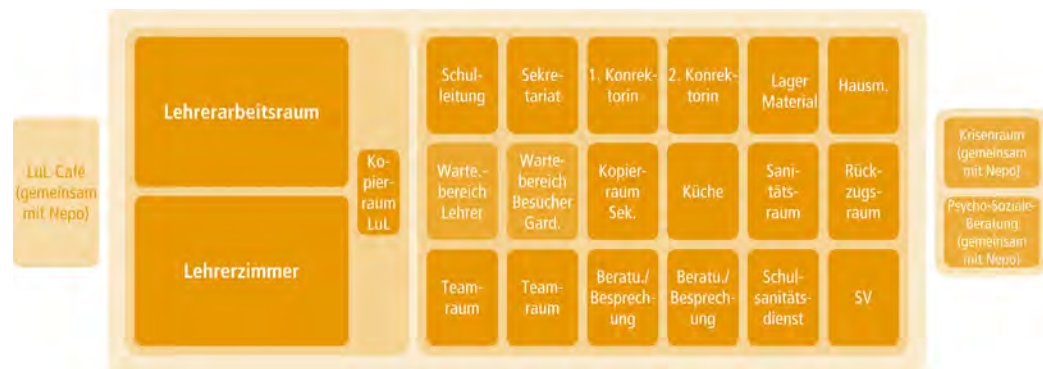 LuL-Café
(gemeinsam
mit Nepo)
Lehrerarbeitsraum
Lehrerzimmer
Ko-
pier-
raum
LuL
Schul-
leitung
Sekre-
tariat
1. Konrek-
torin
2. Konrek-
torin
Lager
Material
Hausm.
Warte.-
bereich
Lehrer
Warte-
bereich
Besucher
Gard.
Kopier-
raum
Sek.
Küche
Sani-
täts-
raum
Rück-
zugs-
raum
Team-
raum
Team-
raum
Beratu./
Besprech-
ung
Beratu./
Besprech-
ung
Schul-
sanitäts-
dienst
SV
Krisenraum
(gemeinsam
mit Nepo)
Psycho-Soziale-
Beratung
(gemeinsam
mit Nepo)